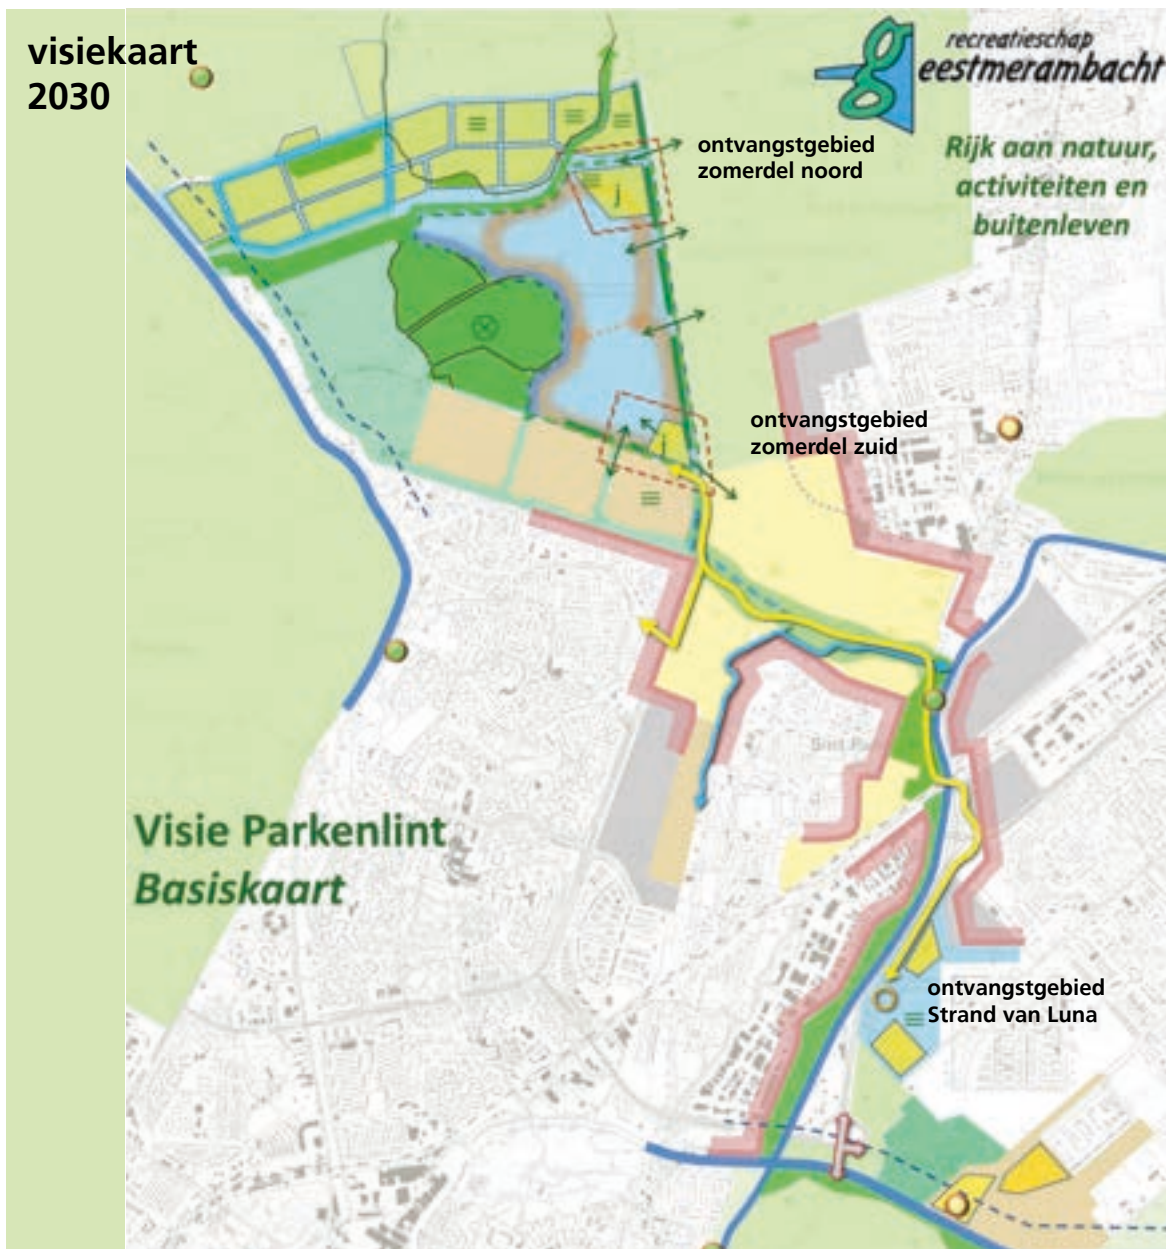 visiekaart
2030
recreatieschap
geestmerambacht
Rijk aan natuur,
activiteiten en
buitenleven
ontvangstgebied
zomerdel noord
ontvangstgebied
zomerdel zuid
Visie Parkenlint
Basiskaart
ontvangstgebied
Strand van Luna